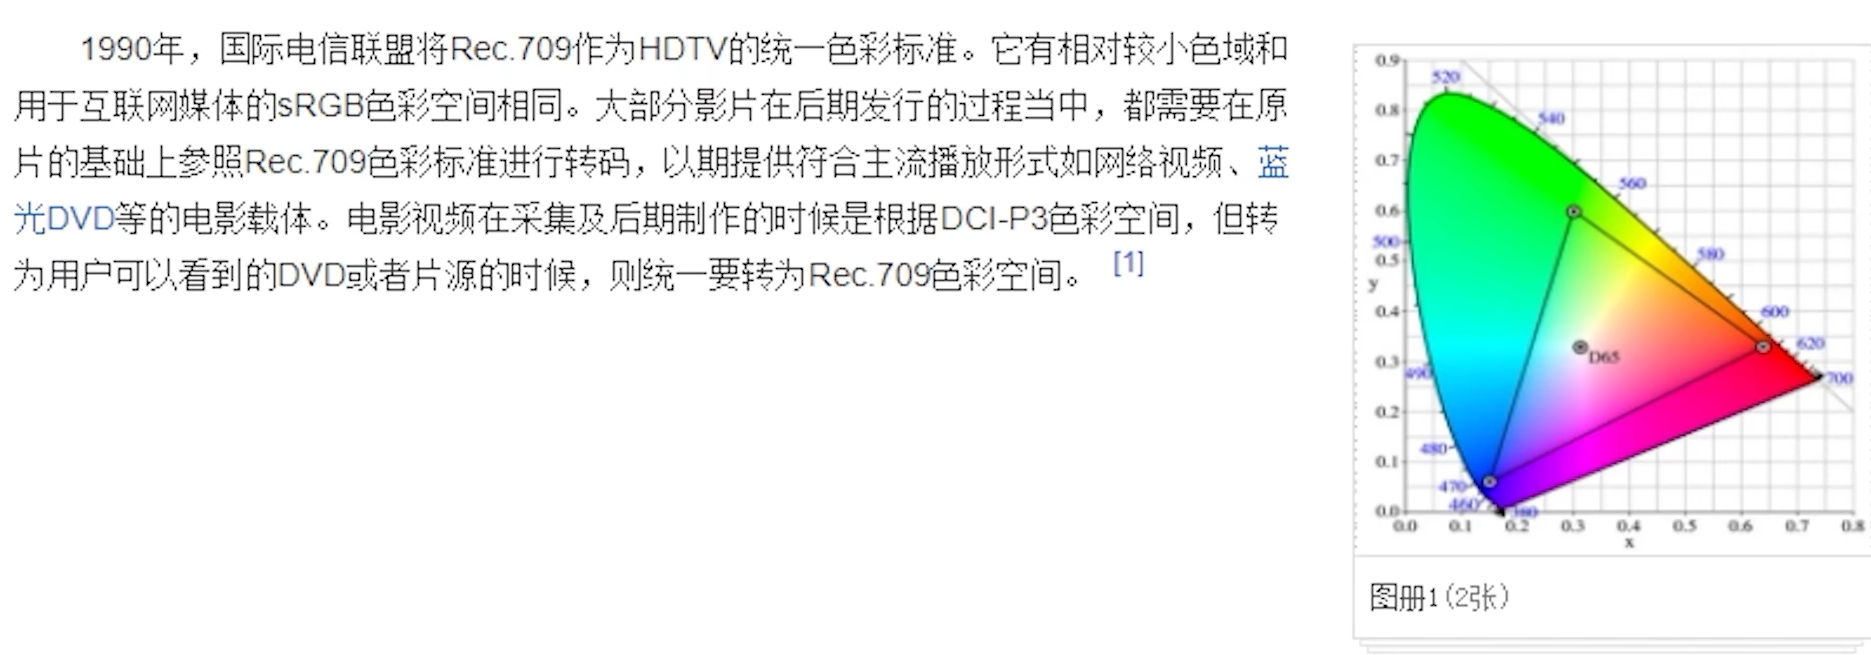 1990年，国际电信联盟将Rec.709作为HDTV的统一色彩标准。它有相对较小色域和
用于互联网媒体的sRGB色彩空间相同。大部分影片在后期发行的过程当中，都需要在原
片的基础上参照Rec.709色彩标准进行转码，以期提供符合主流播放形式如网络视频、蓝
光DVD等的电影载体。电影视频在采集及后期制作的时候是根据DCI-P3色彩空间，但转
为用户可以看到的DVD或者片源的时候，则统一要转为Rec.709色彩空间。 [1]
0.9
520
0.8
540
0.7
560
0.6
500
580
0.5
y
0.4
600
620
0.3
D65
490
700
0.2
480
0.1
470
460
0.0
380
0.0 0.1 0.2 0.3 0.4 0.5 0.6 0.7 0.8
x
图册1(2张)